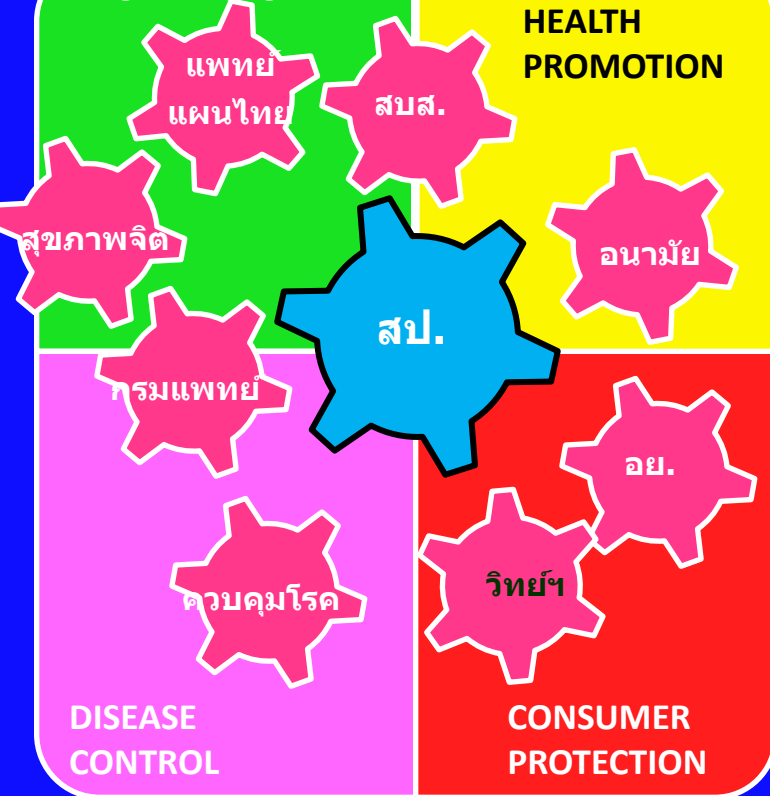 HEALTH
PROMOTION
แพทย์
แผนไทย
สบส.
สุขภาพจิต
อนามัย
สป.
กรมแพทย์
อย.
วิทย์ฯ
ควบคุมโรค
DISEASE
CONTROL
CONSUMER
PROTECTION